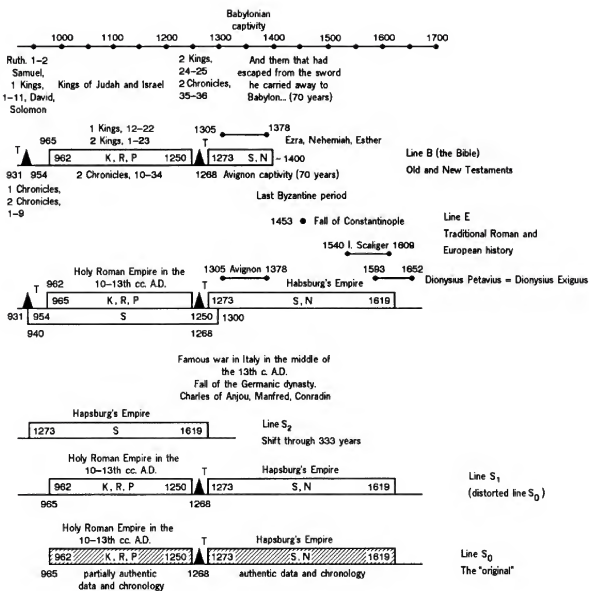 Babylonian
captivity
1000 1100 1200 1300 1400 1500 1600 1700
Ruth. 1–2
Samuel,
1 Kings,
1–11, David,
Solomon
Kings of Judah and Israel
2 Kings,
24–25
2 Chronicles,
35–36
And them that had
escaped from the sword
he carried away to
Babylon... (70 years)
965
1 Kings, 12–22
2 Kings, 1–23
1305 1378
Ezra, Nehemiah, Esther
T T
962 K, R, P 1250 1273 S, N ~ 1400
Line B (the Bible)
Old and New Testaments
931 954 2 Chronicles, 10–34 1268 Avignon captivity (70 years)
1 Chronicles,
2 Chronicles,
1–9
Last Byzantine period
1453 Fall of Constantinople
Line E
Traditional Roman and
European history
1540 I. Scaliger 1609
962
Holy Roman Empire in the
10–13th cc. A.D.
1305 Avignon 1378
1593 1652
Dionysius Petavius = Dionysius Exiguus
T T
Habsburg's Empire
965 K, R, P 1250 1273 S, N 1619
931 954 S 1300
940 1268
Famous war in Italy in the middle of
the 13th c. A.D.
Fall of the Germanic dynasty.
Charles of Anjou, Manfred, Conradin
Hapsburg's Empire
1273 S 1619
Line S2
Shift through 333 years
Holy Roman Empire in the
10–13th cc. A.D.
T
Hapsburg's Empire
962 K, R, P 1250 1273 S, N 1619
965 1268
Line S1
(distorted line S0)
Holy Roman Empire in the
10–13th cc. A.D.
T
Hapsburg's Empire
962 K, R, P 1250 1273 S, N 1619
965 partially authentic
data and chronology
1268 authentic data and chronology
Line S0
The "original"